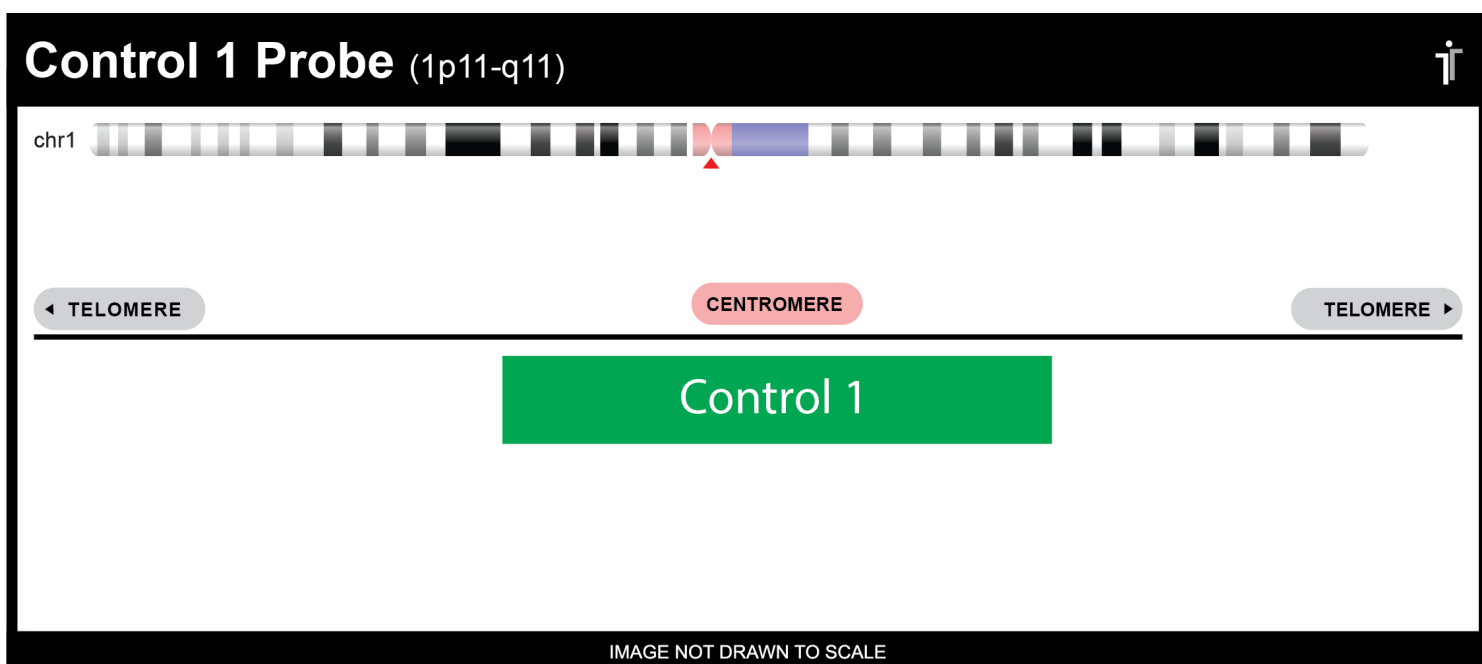 Control 1 Probe (1p11-q11)
chr1
TELOMERE
CENTROMERE
TELOMERE
Control 1
IMAGE NOT DRAWN TO SCALE